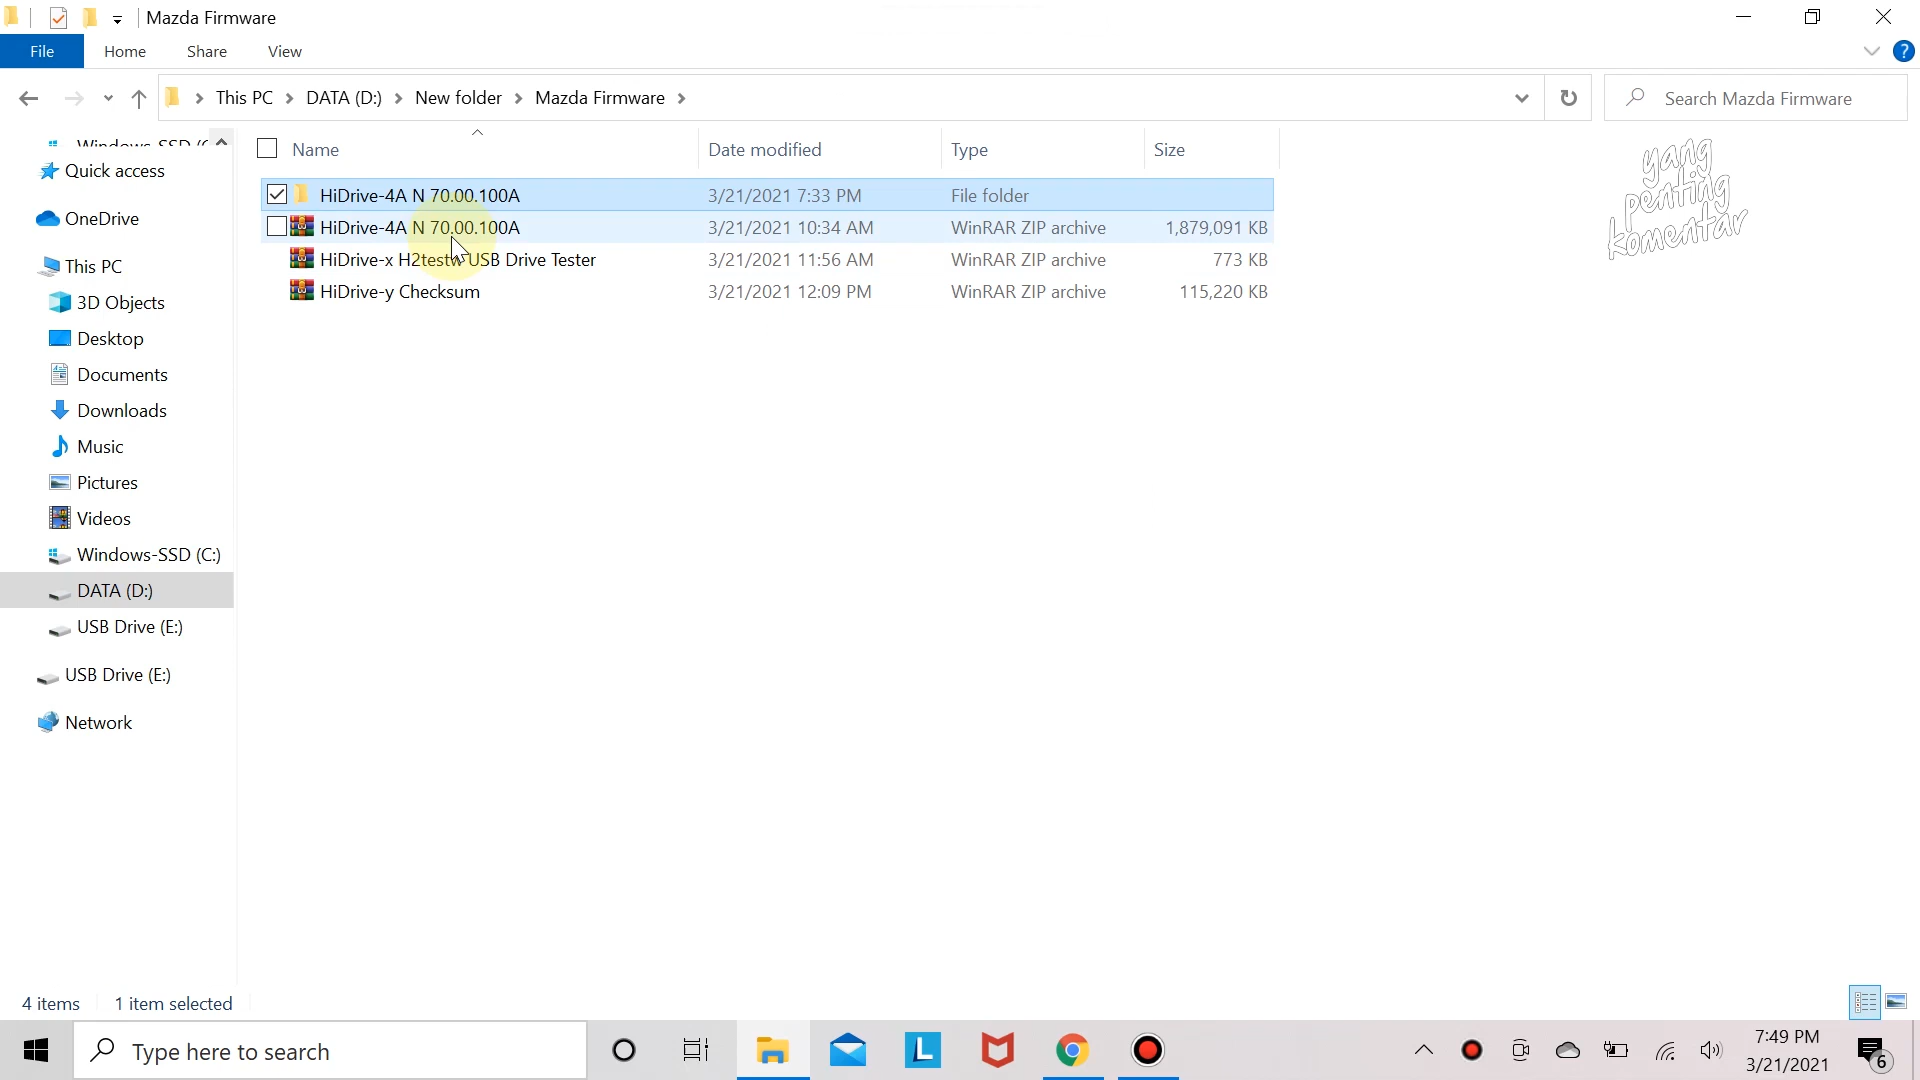 Mazda Firmware
File Home Share View
This PC DATA (D:) New folder Mazda Firmware
Search Mazda Firmware
Name Date modified Type Size
HiDrive-4A N 70.00.100A 3/21/2021 7:33 PM File folder
HiDrive-4A N 70.00.100A 3/21/2021 10:34 AM WinRAR ZIP archive 1,879,091 KB
HiDrive-x H2testw USB Drive Tester 3/21/2021 11:56 AM WinRAR ZIP archive 773 KB
HiDrive-y Checksum 3/21/2021 12:09 PM WinRAR ZIP archive 115,220 KB
Windows-SSD (C
Quick access
OneDrive
This PC
3D Objects
Desktop
Documents
Downloads
Music
Pictures
Videos
Windows-SSD (C:)
DATA (D:)
USB Drive (E:)
USB Drive (E:)
Network
yang
penting
komentar
4 items 1 item selected
Type here to search
L
7:49 PM
3/21/2021
6